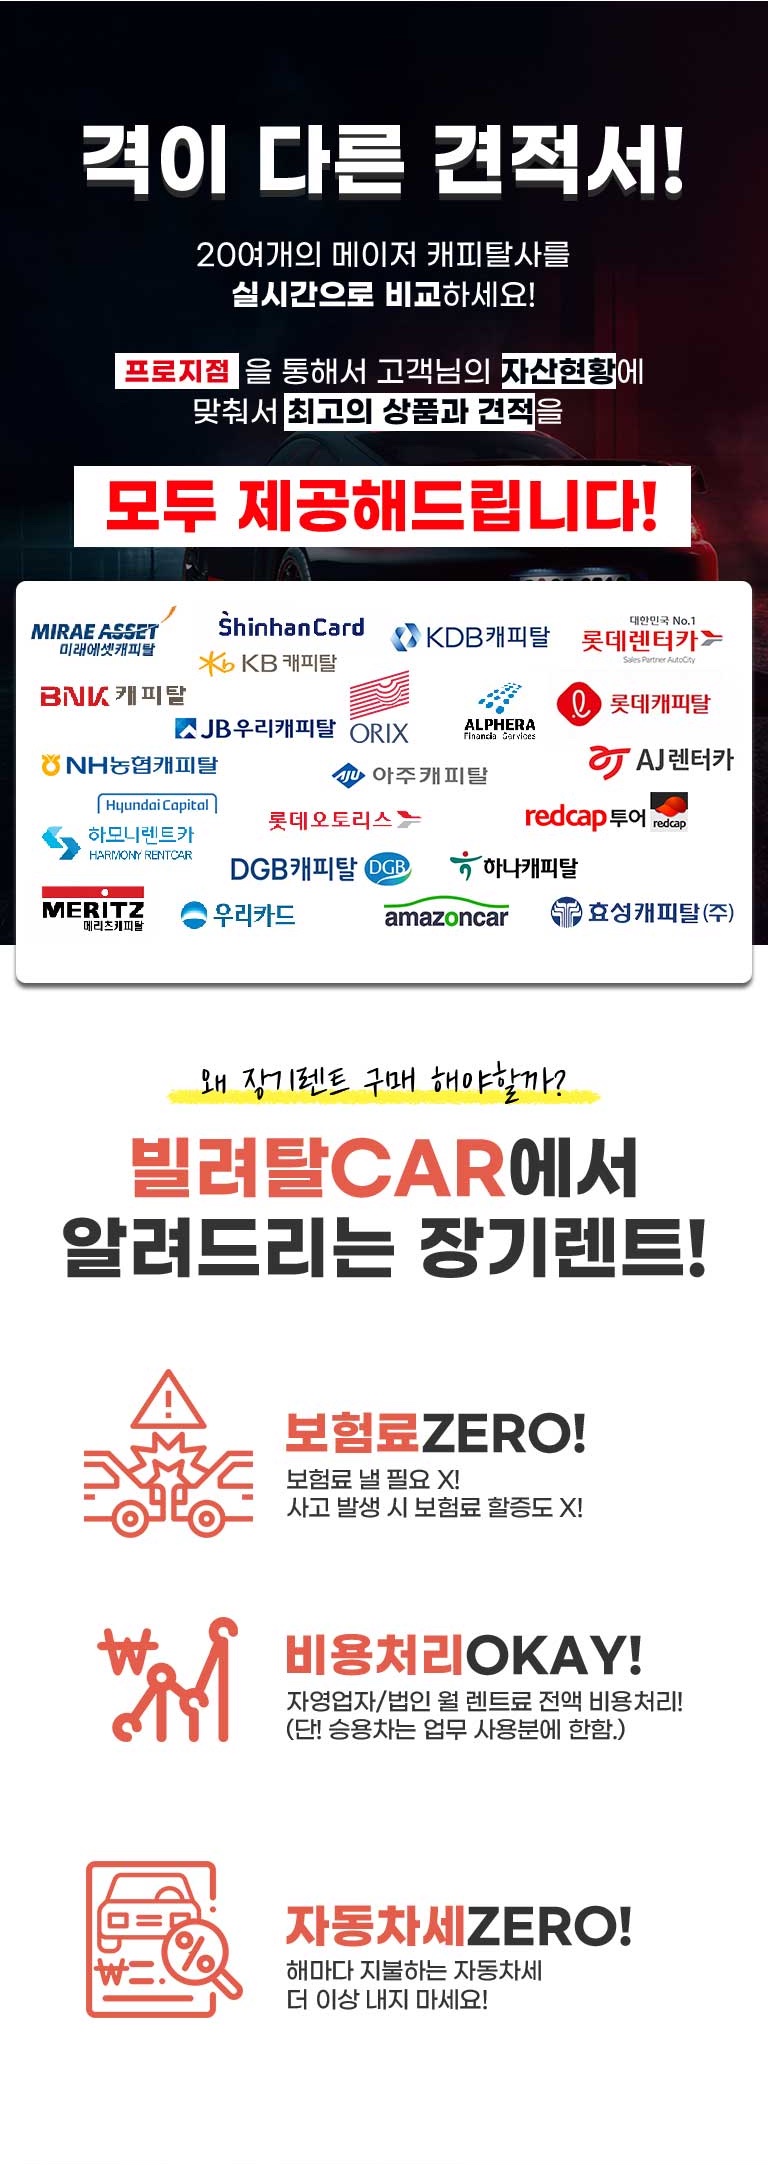 격이 다른 견적서!
20여개의 메이저 캐피탈사를
실시간으로 비교하세요!
프로지점 을 통해서 고객님의 자산현황에
맞춰서 최고의 상품과 견적을
모두 제공해드립니다!
MIRAE ASSET
미래에셋캐피탈
ShinhanCard
KDB캐피탈
대한민국 No.1
롯데렌터카
Sales Partner AutoCity
KB 캐피탈
BNK 캐피탈
JB우리캐피탈
ORIX
ALPHERA
Financial Services
롯데캐피탈
NH농협캐피탈
AJU 아주캐피탈
AJ렌터카
Hyundai Capital
하모니렌트카
HARMONY RENTCAR
롯데오토리스
redcap투어 redcap
DGB캐피탈 DGB
하나캐피탈
MERITZ
메리츠캐피탈
우리카드
amazoncar
효성캐피탈(주)
왜 장기렌트 구매 해야할까?
빌려탈CAR에서
알려드리는 장기렌트!
보험료ZERO!
보험료 낼 필요 X!
사고 발생 시 보험료 할증도 X!
비용처리OKAY!
자영업자/법인 월 렌트료 전액 비용처리!
(단! 승용차는 업무 사용분에 한함.)
자동차세ZERO!
해마다 지불하는 자동차세
더 이상 내지 마세요!